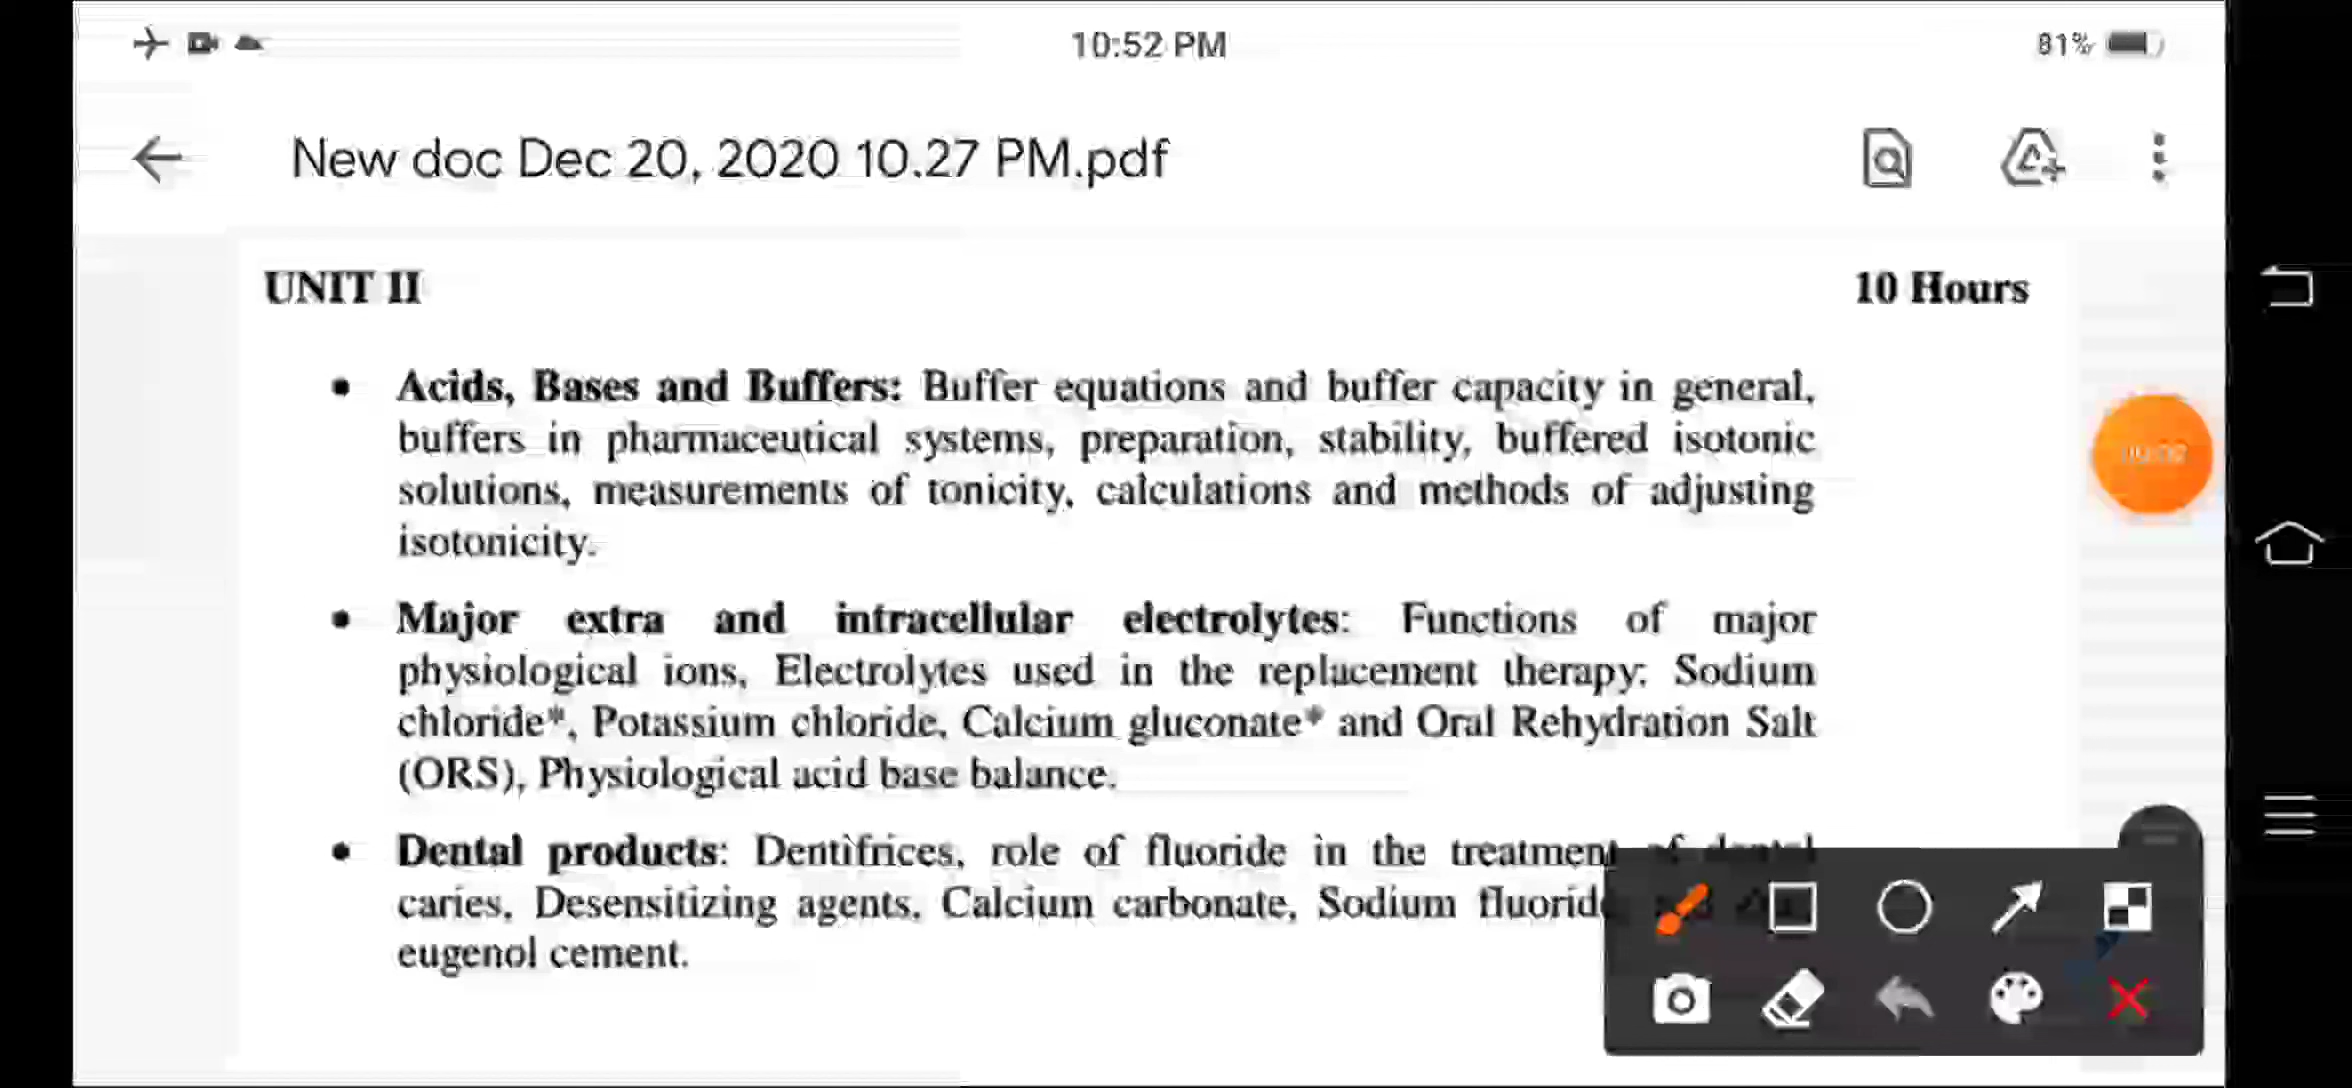 10:52 PM
81%
New doc Dec 20, 2020 10.27 PM.pdf
UNIT II
10 Hours
• Acids, Bases and Buffers: Buffer equations and buffer capacity in general,
buffers in pharmaceutical systems, preparation, stability, buffered isotonic
solutions, measurements of tonicity, calculations and methods of adjusting
isotonicity.
• Major extra and intracellular electrolytes: Functions of major
physiological ions, Electrolytes used in the replacement therapy: Sodium
chloride*, Potassium chloride, Calcium gluconate* and Oral Rehydration Salt
(ORS), Physiological acid base balance.
• Dental products: Dentifrices, role of fluoride in the treatment of dental
caries, Desensitizing agents, Calcium carbonate, Sodium fluoride
eugenol cement.